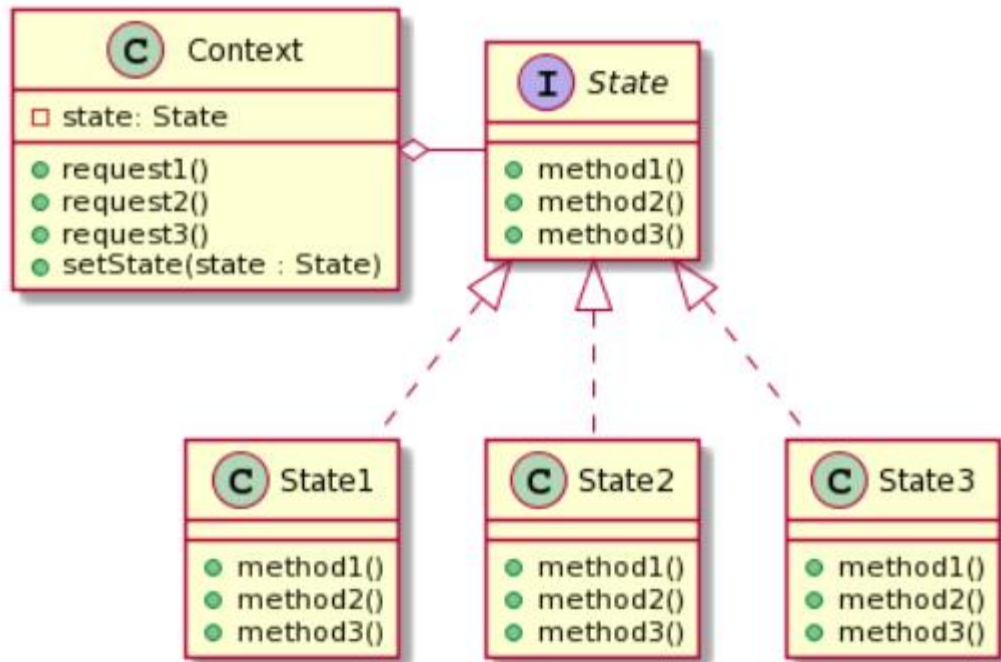 C Context
state: State
request1()
request2()
request3()
setState(state : State)
I State
method1()
method2()
method3()
C State1
method1()
method2()
method3()
C State2
method1()
method2()
method3()
C State3
method1()
method2()
method3()